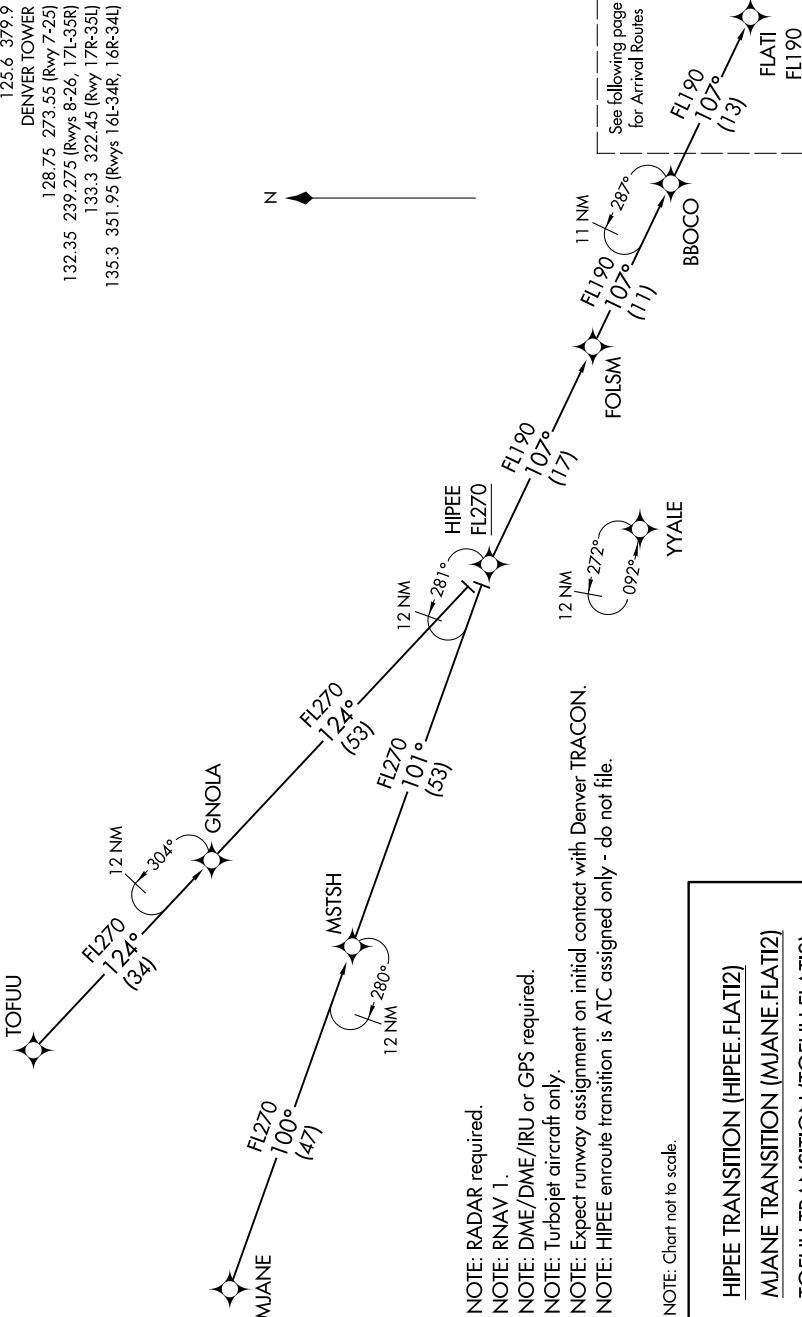 125.6 379.9
DENVER TOWER
128.75 273.55 (Rwy 7-25)
132.35 239.275 (Rwys 8-26, 17L-35R)
133.3 322.45 (Rwy 17R-35L)
135.3 351.95 (Rwys 16L-34R, 16R-34L)
N
See following page
for Arrival Routes
TOFUU
FL270
124°
(34)
12 NM
304°
GNOLA
FL270
124°
(53)
MJANE
FL270
100°
(47)
MSTSH
12 NM
280°
FL270
101°
(53)
12 NM
281°
HIPEE
FL270
FL190
107°
(17)
FOLSM
FL190
107°
(11)
11 NM
287°
BBOCO
FL190
107°
(13)
FLATI
FL190
12 NM
272°
092°
YYALE
NOTE: RADAR required.
NOTE: RNAV 1.
NOTE: DME/DME/IRU or GPS required.
NOTE: Turbojet aircraft only.
NOTE: Expect runway assignment on initial contact with Denver TRACON.
NOTE: HIPEE enroute transition is ATC assigned only - do not file.
NOTE: Chart not to scale.
HIPEE TRANSITION (HIPEE.FLATI2)
MJANE TRANSITION (MJANE.FLATI2)
TOFUU TRANSITION (TOFUU.FLATI2)